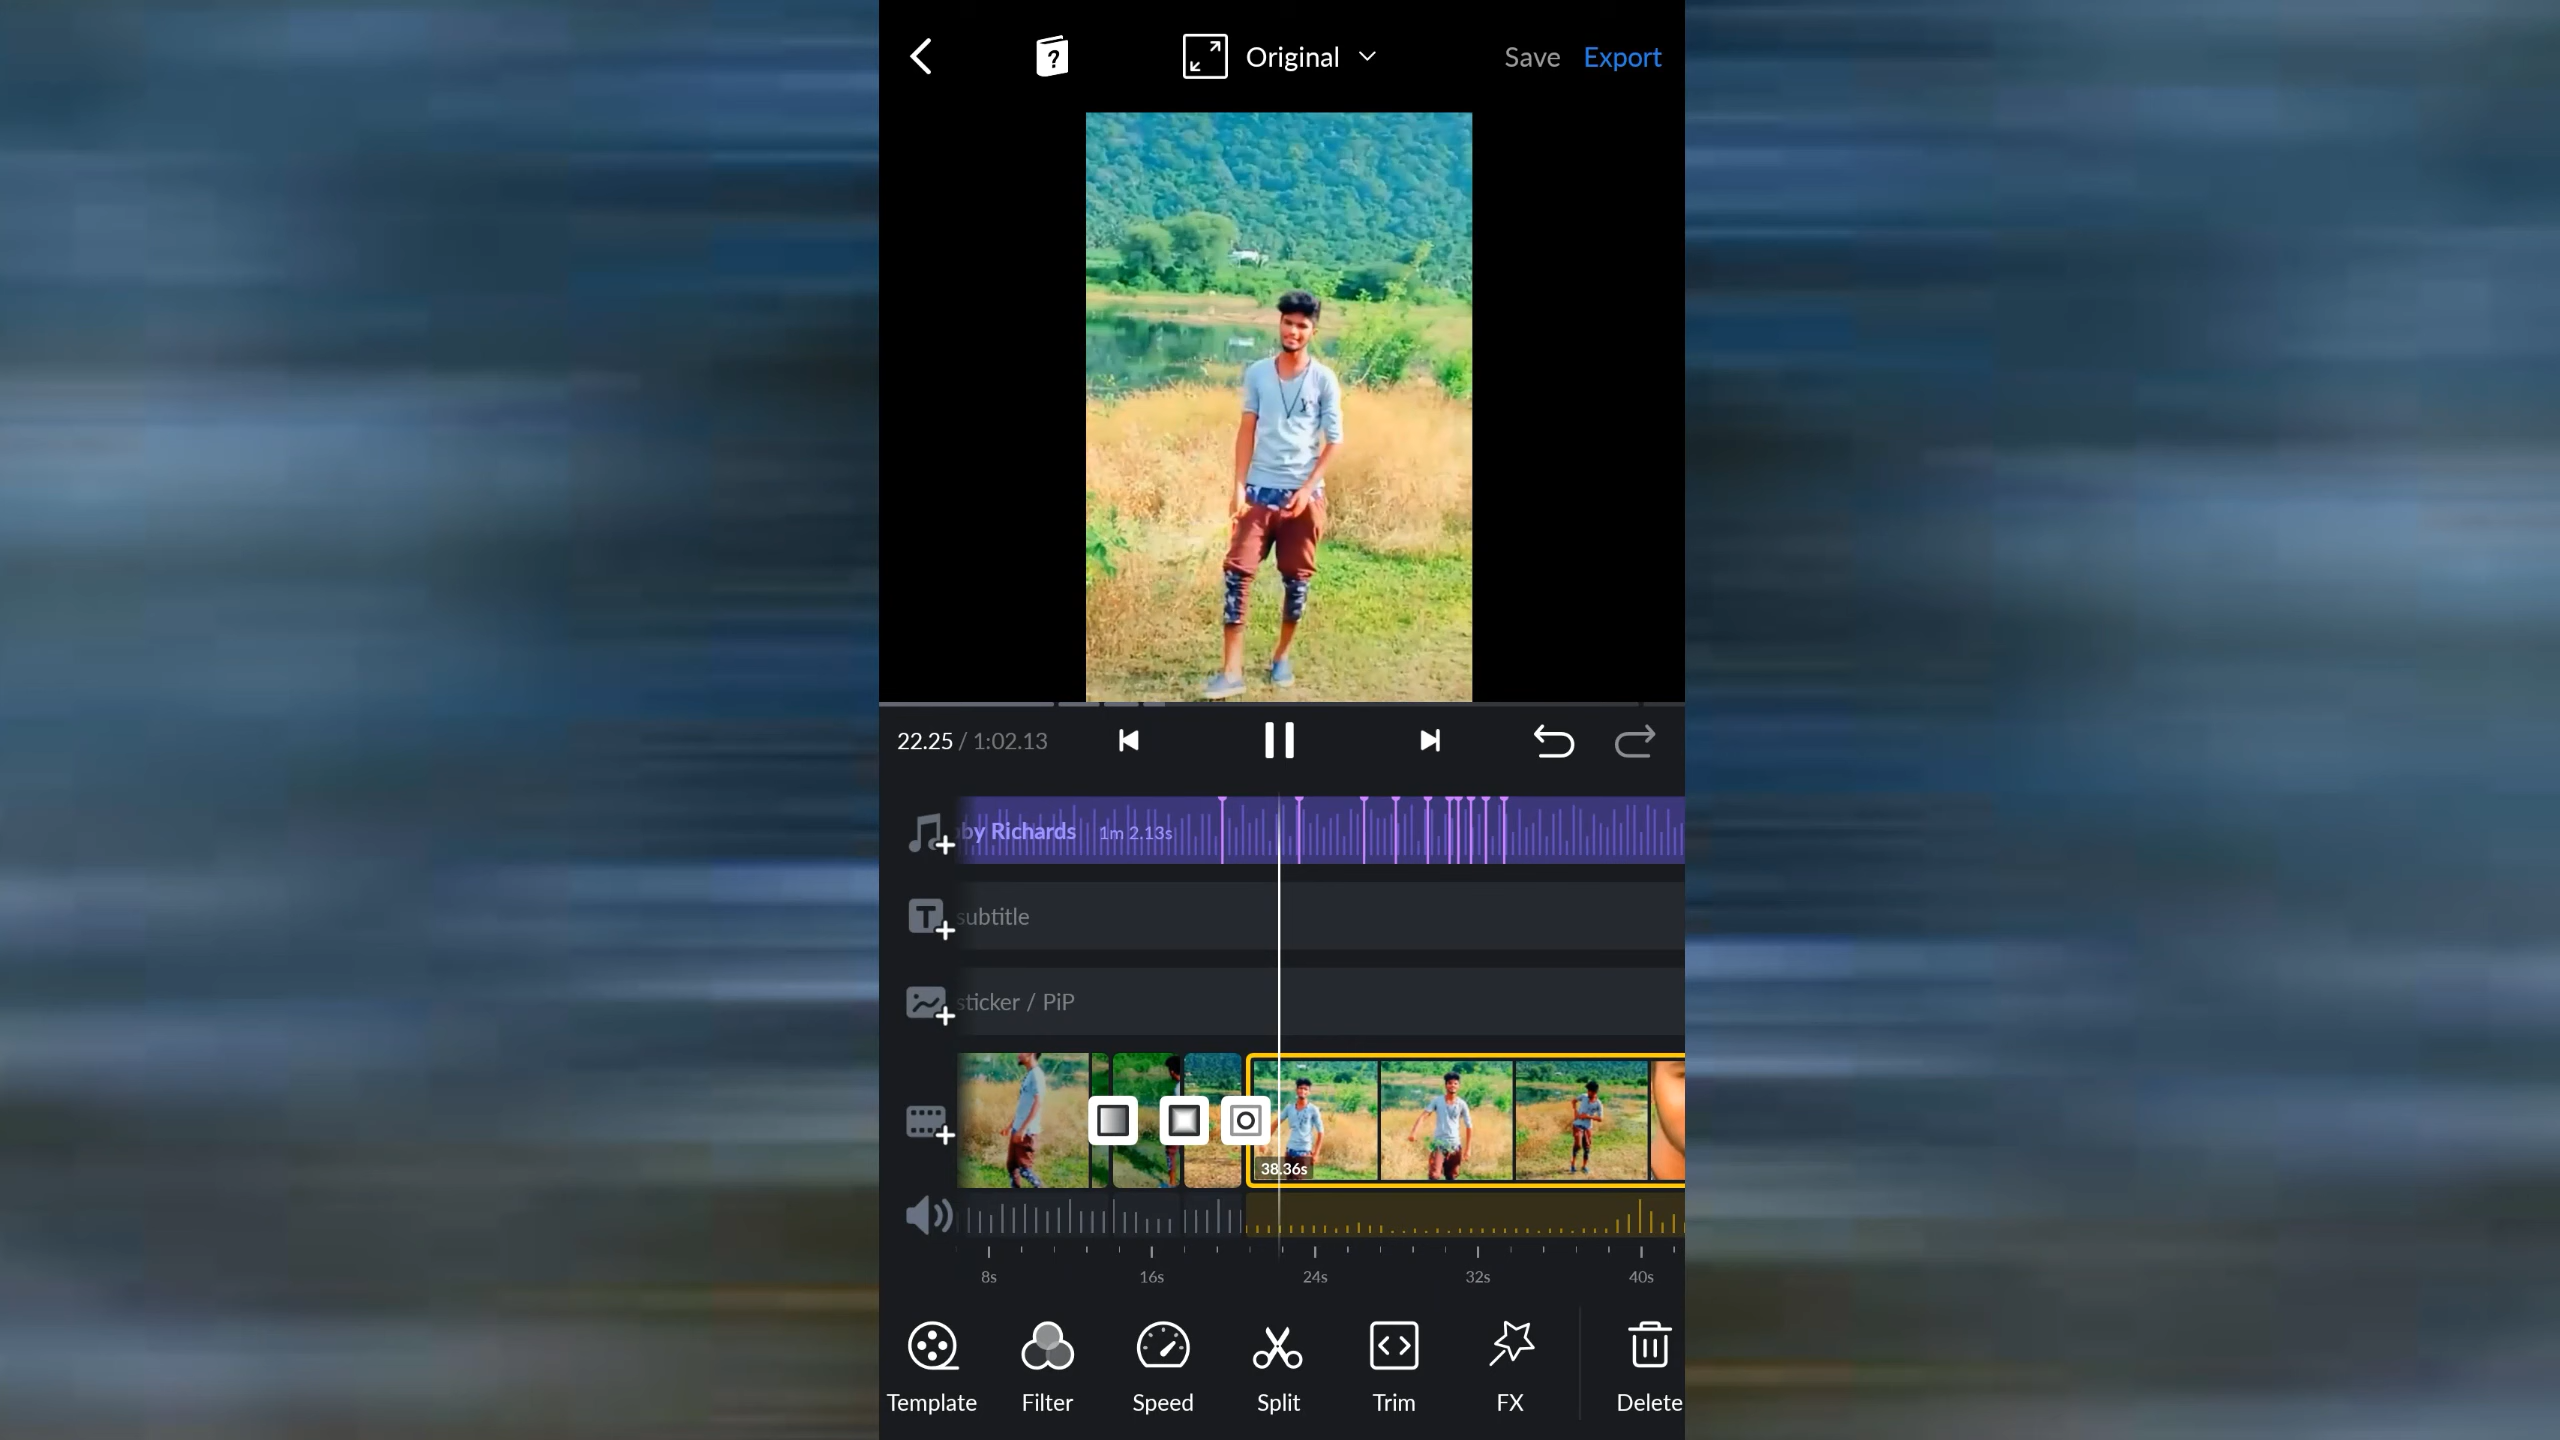 ?
Original
Save
Export
22.25 / 1:02.13
by Richards 1m 2.13s
T subtitle
sticker / PiP
38.36s
8s 16s 24s 32s 40s
Template Filter Speed Split Trim FX Delete